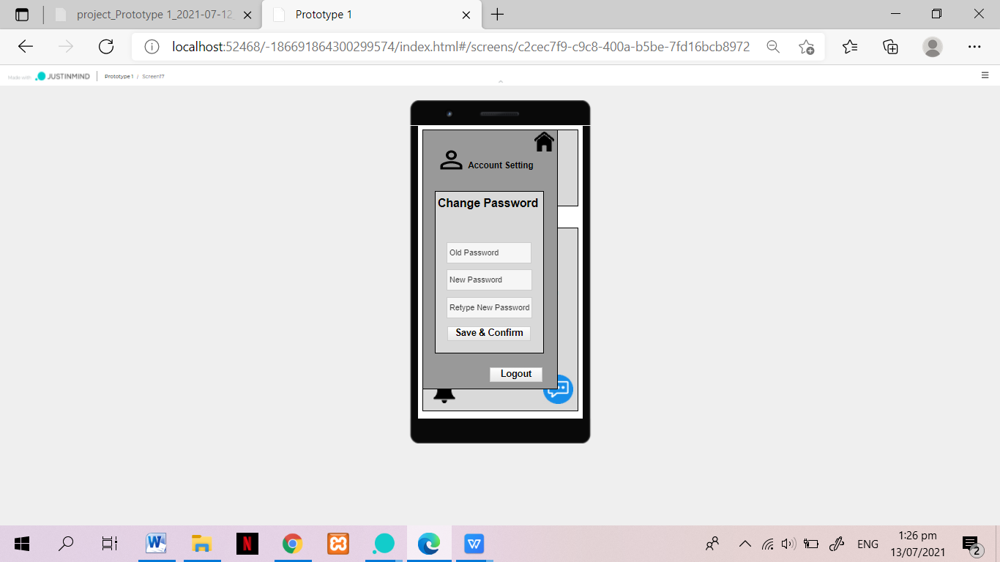 project_Prototype 1_2021-07-12
Prototype 1
localhost:52468/-186691864300299574/index.html#/screens/c2cec7f9-c9c8-400a-b5be-7fd16bcb8972
Made with JUSTINMIND Prototype 1 / Screen17
Account Setting
Change Password
Old Password
New Password
Retype New Password
Save & Confirm
Logout
W N W ENG 1:26 pm
13/07/2021 2